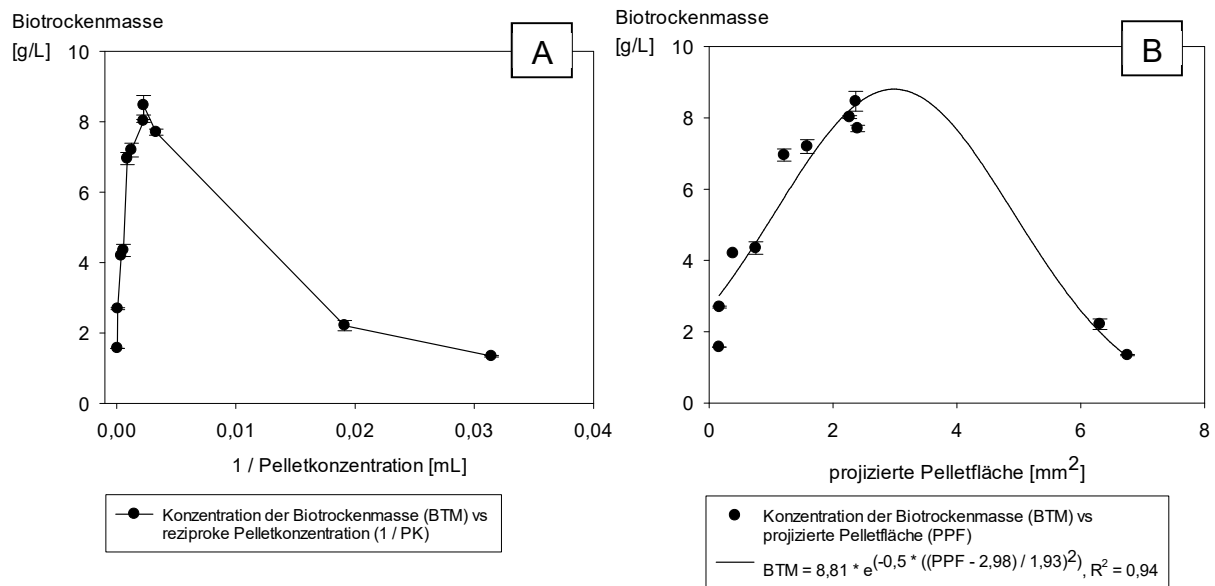 Biotrockenmasse
[g/L]
A
10
8
6
4
2
0
0,00 0,01 0,02 0,03 0,04
1 / Pelletkonzentration [mL]
Konzentration der Biotrockenmasse (BTM) vs
reziproke Pelletkonzentration (1 / PK)
Biotrockenmasse
[g/L]
B
10
8
6
4
2
0
0 2 4 6 8
projizierte Pelletfläche [mm²]
Konzentration der Biotrockenmasse (BTM) vs
projizierte Pelletfläche (PPF)
BTM = 8,81 * e^(-0,5 * ((PPF - 2,98) / 1,93)²), R² = 0,94